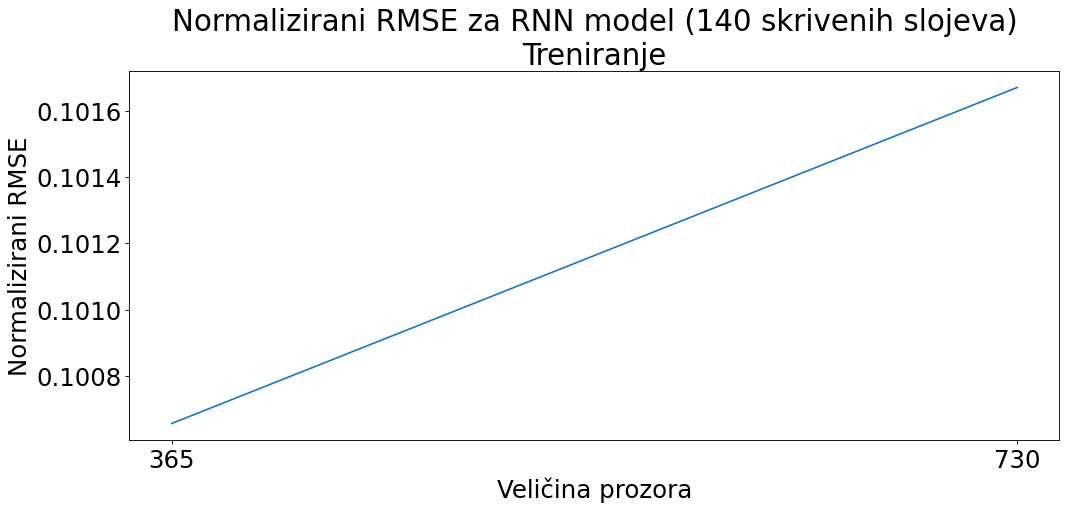 Normalizirani RMSE za RNN model (140 skrivenih slojeva)
Treniranje
Normalizirani RMSE
0.1016
0.1014
0.1012
0.1010
0.1008
365
730
Veličina prozora